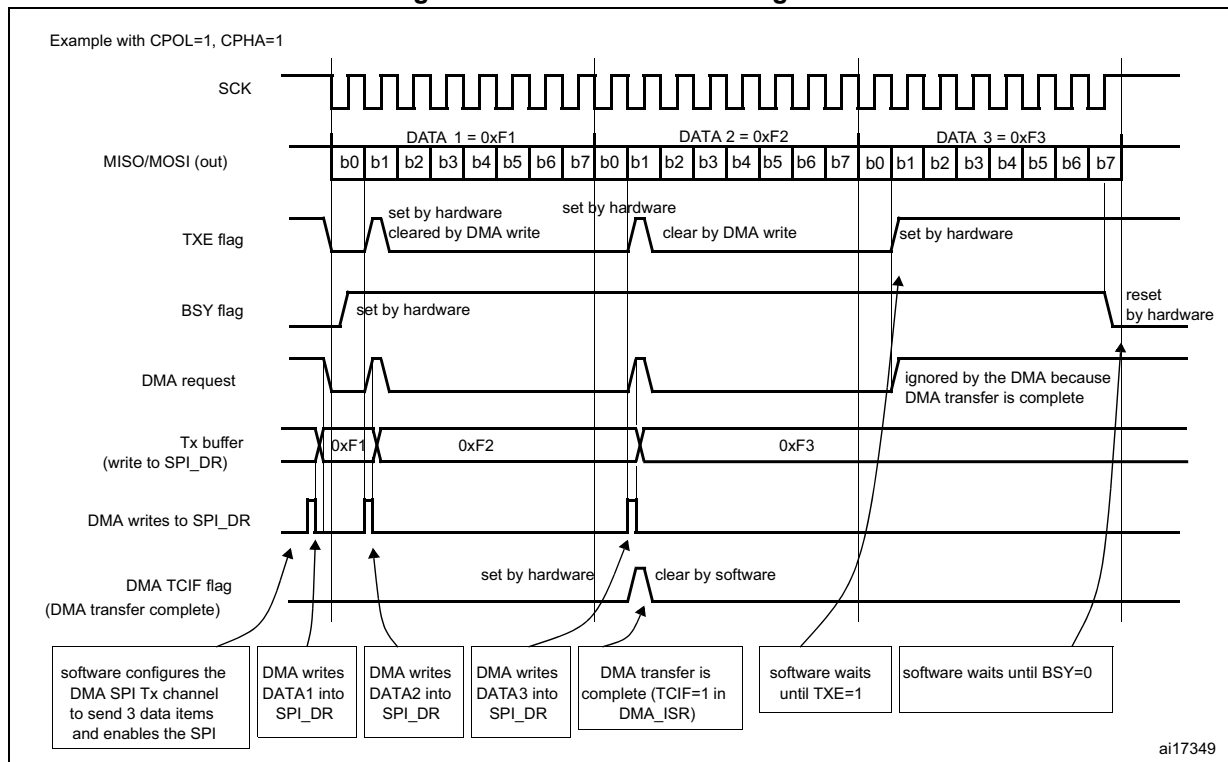 Example with CPOL=1, CPHA=1
SCK
DATA 1 = 0xF1
DATA 2 = 0xF2
DATA 3 = 0xF3
MISO/MOSI (out)
b0 b1 b2 b3 b4 b5 b6 b7 b0 b1 b2 b3 b4 b5 b6 b7 b0 b1 b2 b3 b4 b5 b6 b7
TXE flag
set by hardware
cleared by DMA write
set by hardware
clear by DMA write
set by hardware
BSY flag
set by hardware
reset
by hardware
DMA request
ignored by the DMA because
DMA transfer is complete
Tx buffer
(write to SPI_DR)
0xF1
0xF2
0xF3
DMA writes to SPI_DR
DMA TCIF flag
(DMA transfer complete)
set by hardware
clear by software
software configures the
DMA SPI Tx channel
to send 3 data items
and enables the SPI
DMA writes
DATA1 into
SPI_DR
DMA writes
DATA2 into
SPI_DR
DMA writes
DATA3 into
SPI_DR
DMA transfer is
complete (TCIF=1 in
DMA_ISR)
software waits
until TXE=1
software waits until BSY=0
ai17349